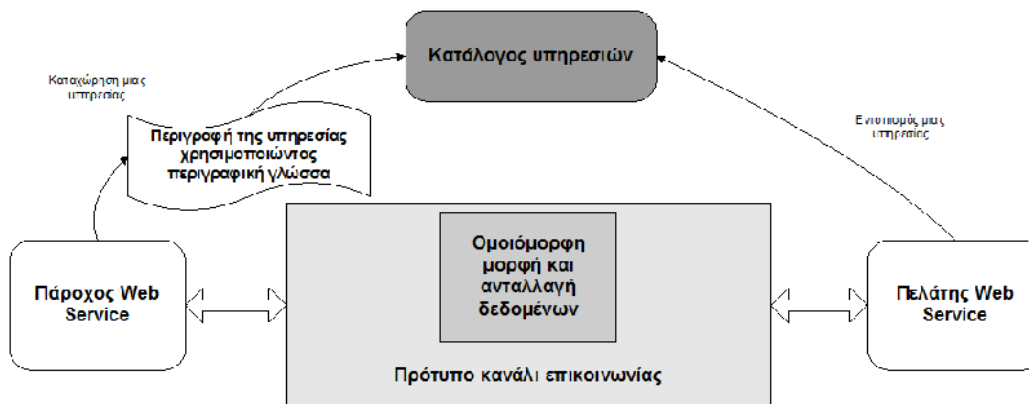 Κατάλογος υπηρεσιών
Καταχώρηση μιας
υπηρεσίας
Εντοπισμός μιας
υπηρεσίας
Περιγραφή της υπηρεσίας
χρησιμοποιώντας
περιγραφική γλώσσα
Ομοιόμορφη
μορφή και
ανταλλαγή
δεδομένων
Πάροχος Web
Service
Πελάτης Web
Service
Πρότυπο κανάλι επικοινωνίας